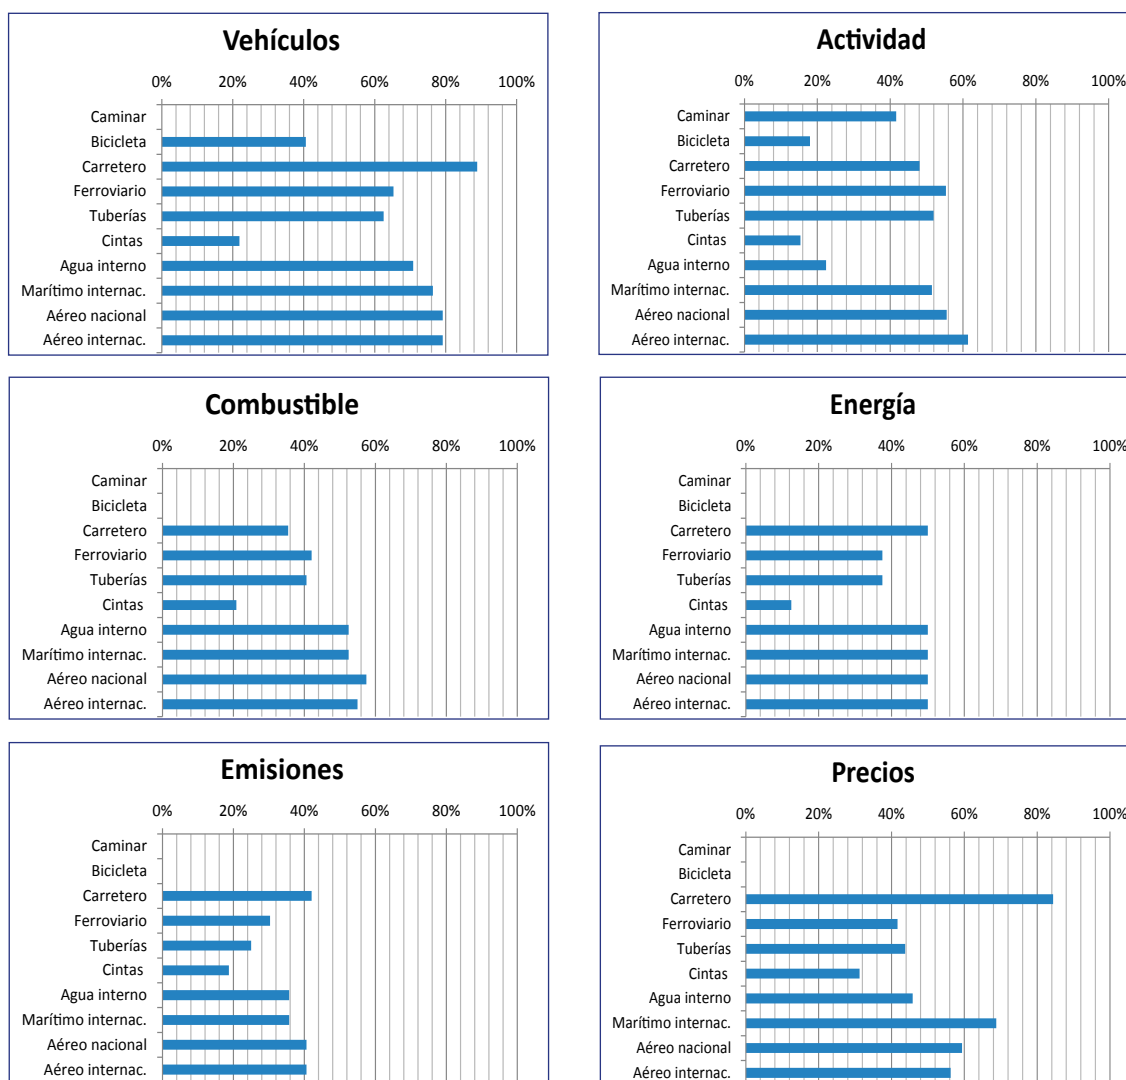 Vehículos
0% 20% 40% 60% 80% 100%
Caminar
Bicicleta
Carretero
Ferroviario
Tuberías
Cintas
Agua interno
Marítimo internac.
Aéreo nacional
Aéreo internac.
Actividad
0% 20% 40% 60% 80% 100%
Caminar
Bicicleta
Carretero
Ferroviario
Tuberías
Cintas
Agua interno
Marítimo internac.
Aéreo nacional
Aéreo internac.
Combustible
0% 20% 40% 60% 80% 100%
Caminar
Bicicleta
Carretero
Ferroviario
Tuberías
Cintas
Agua interno
Marítimo internac.
Aéreo nacional
Aéreo internac.
Energía
0% 20% 40% 60% 80% 100%
Caminar
Bicicleta
Carretero
Ferroviario
Tuberías
Cintas
Agua interno
Marítimo internac.
Aéreo nacional
Aéreo internac.
Emisiones
0% 20% 40% 60% 80% 100%
Caminar
Bicicleta
Carretero
Ferroviario
Tuberías
Cintas
Agua interno
Marítimo internac.
Aéreo nacional
Aéreo internac.
Precios
0% 20% 40% 60% 80% 100%
Caminar
Bicicleta
Carretero
Ferroviario
Tuberías
Cintas
Agua interno
Marítimo internac.
Aéreo nacional
Aéreo internac.